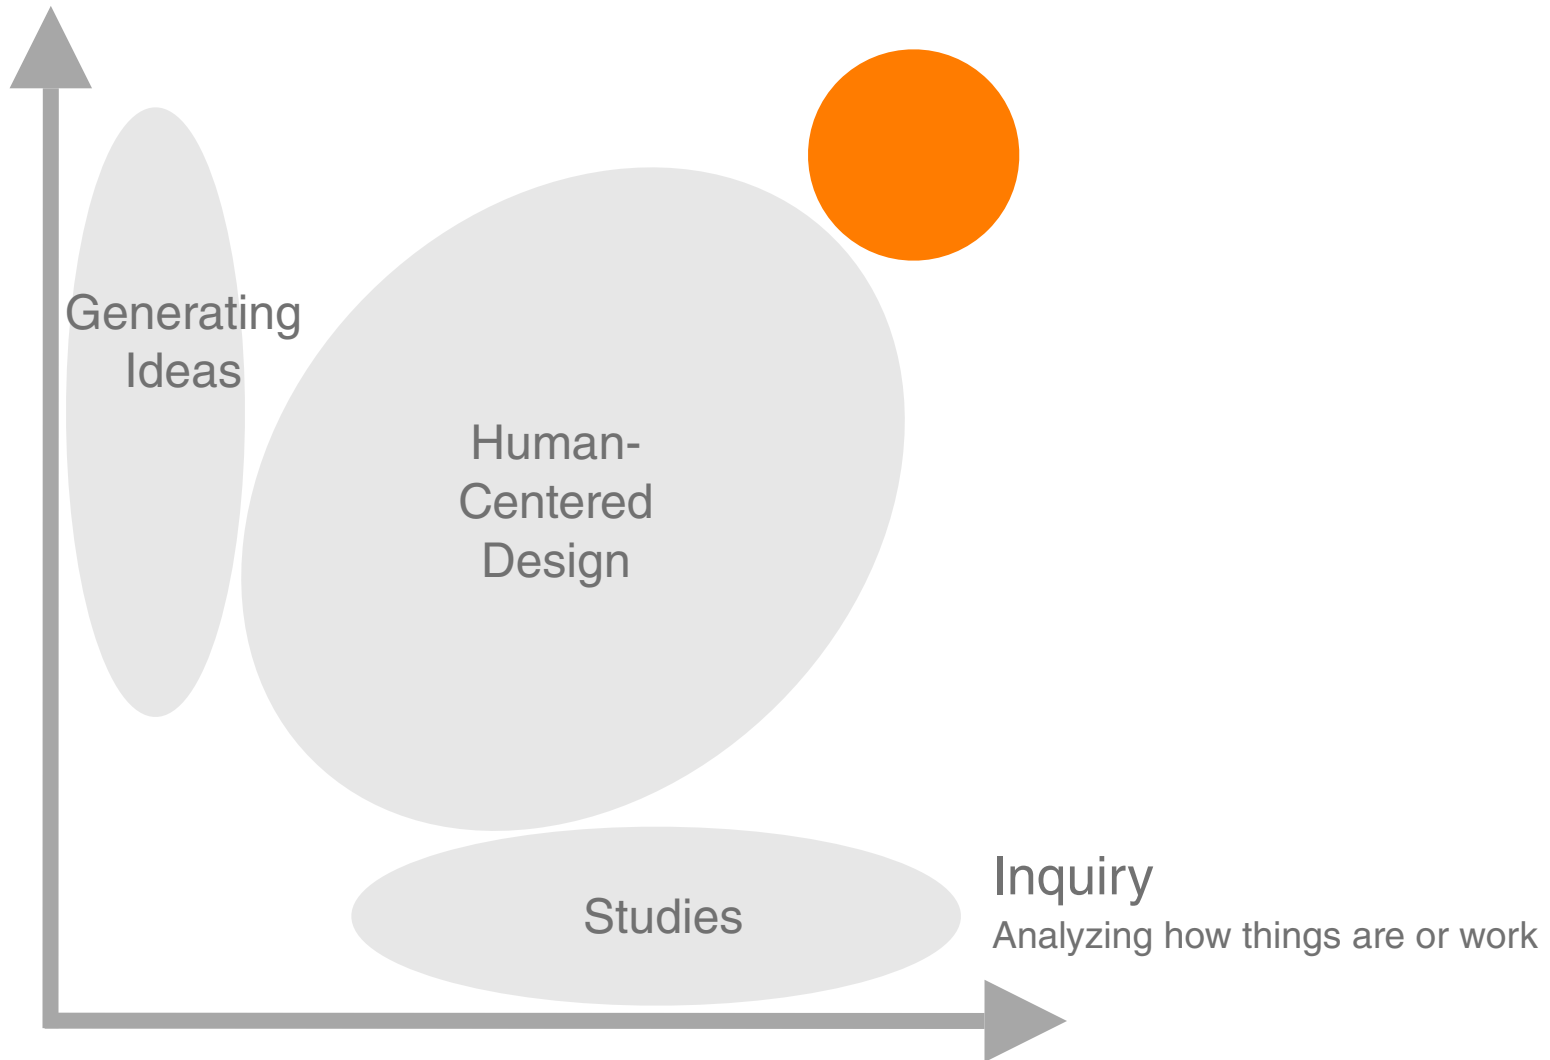 Generating
Ideas
Human-
Centered
Design
Studies
Inquiry
Analyzing how things are or work